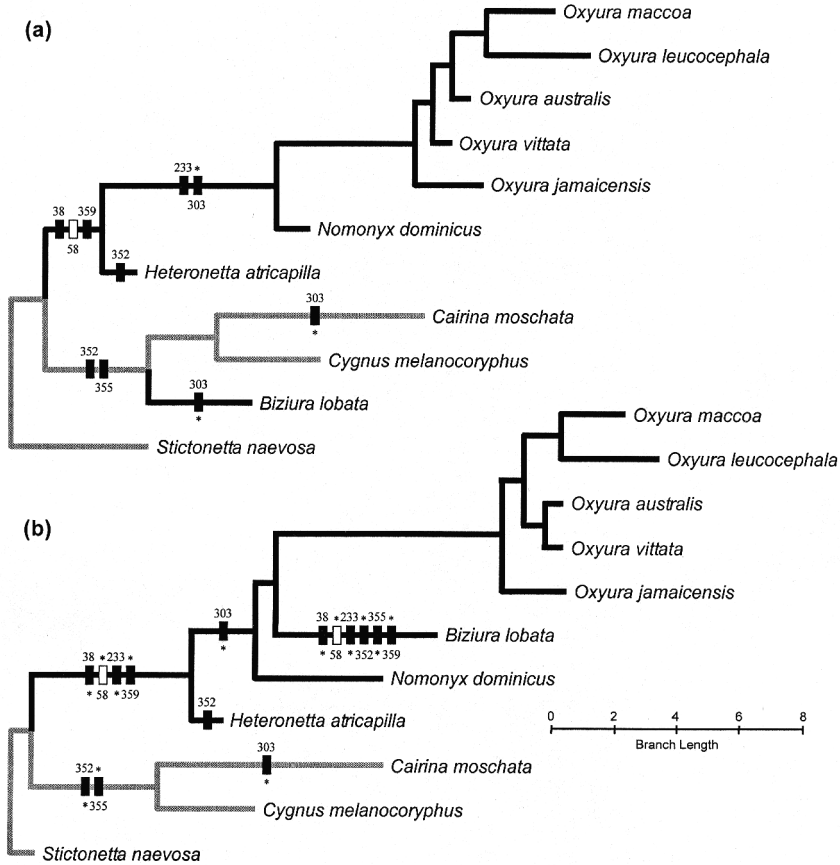 (a)
Oxyura maccoa
Oxyura leucocephala
Oxyura australis
Oxyura vittata
233 *
303
Oxyura jamaicensis
38 359
58
Nomonyx dominicus
352
Heteronetta atricapilla
303
*
Cairina moschata
352
355
Cygnus melanocoryphus
303
*
Biziura lobata
Stictonetta naevosa
(b)
Oxyura maccoa
Oxyura leucocephala
Oxyura australis
Oxyura vittata
Oxyura jamaicensis
303
*
38 * 233 * 355 *
* 58 * 352 * 359
Biziura lobata
38 * 233 *
* 58 * 359
Nomonyx dominicus
352
Heteronetta atricapilla
0 2 4 6 8
Branch Length
303
*
Cairina moschata
352 *
* 355
Cygnus melanocoryphus
Stictonetta naevosa